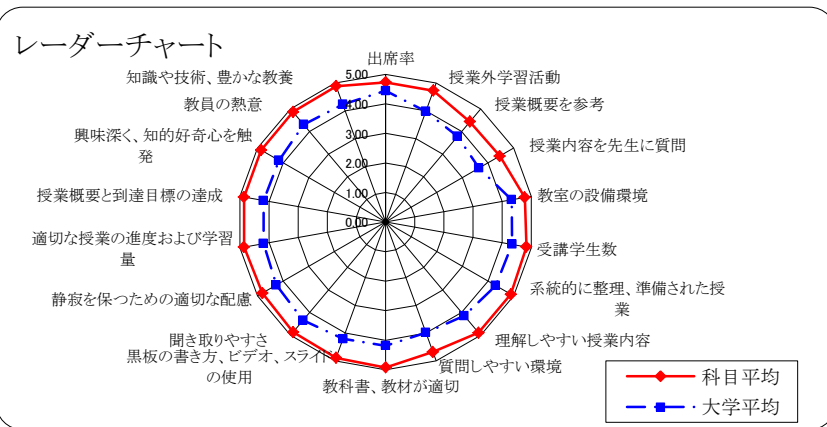 レーダーチャート
出席率
授業外学習活動
授業概要を参考
授業内容を先生に質問
教室の設備環境
受講学生数
系統的に整理、準備された授
業
理解しやすい授業内容
質問しやすい環境
教科書、教材が適切
黒板の書き方、ビデオ、スライド
の使用
聞き取りやすさ
静寂を保つための適切な配慮
適切な授業の進度および学習
量
授業概要と到達目標の達成
興味深く、知的好奇心を触
発
教員の熱意
知識や技術、豊かな教養
5.00
4.00
3.00
2.00
1.00
0.00
科目平均
大学平均